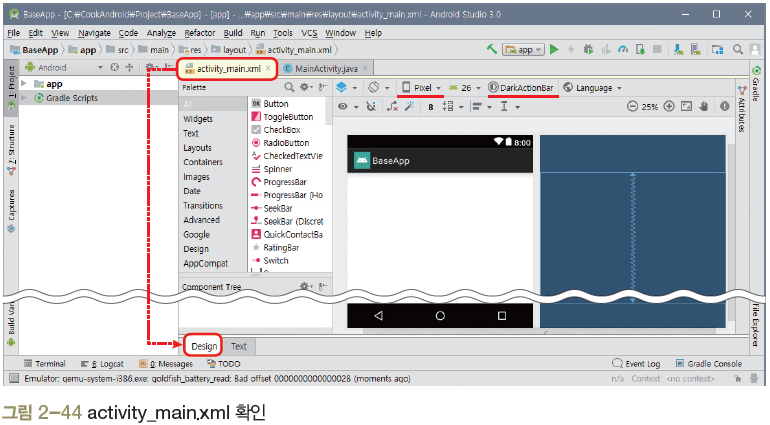 BaseApp - [C:₩CookAndroid₩Project₩BaseApp] - [app] - ...₩app₩src₩main₩res₩layout₩activity_main.xml - Android Studio 3.0
File Edit View Navigate Code Analyze Refactor Build Run Tools VCS Window Help
BaseApp app src main res layout activity_main.xml app
Android activity_main.xml MainActivity.java
1: Project
7: Structure
Captures
Build Var
app
Gradle Scripts
Palette
All
Widgets
Text
Layouts
Containers
Images
Date
Transitions
Advanced
Google
Design
AppCompat
OK Button
ToggleButton
CheckBox
RadioButton
CheckedTextVie
Spinner
ProgressBar
ProgressBar (Ho
SeekBar
SeekBar (Discret
QuickContactBa
RatingBar
Switch
Component Tree
Pixel 26 DarkActionBar Language
8 25%
8:00
BaseApp
Gradle
Attributes
File Explorer
Design Text
Terminal 6: Logcat 0: Messages TODO Event Log Gradle Console
Emulator: qemu-system-i386.exe: goldfish_battery_read: Bad offset 0000000000000028 (moments ago) n/a Context: <no context>
그림 2-44 activity_main.xml 확인